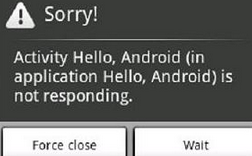 Sorry!
Activity Hello, Android (in
application Hello, Android) is
not responding.
Force close Wait